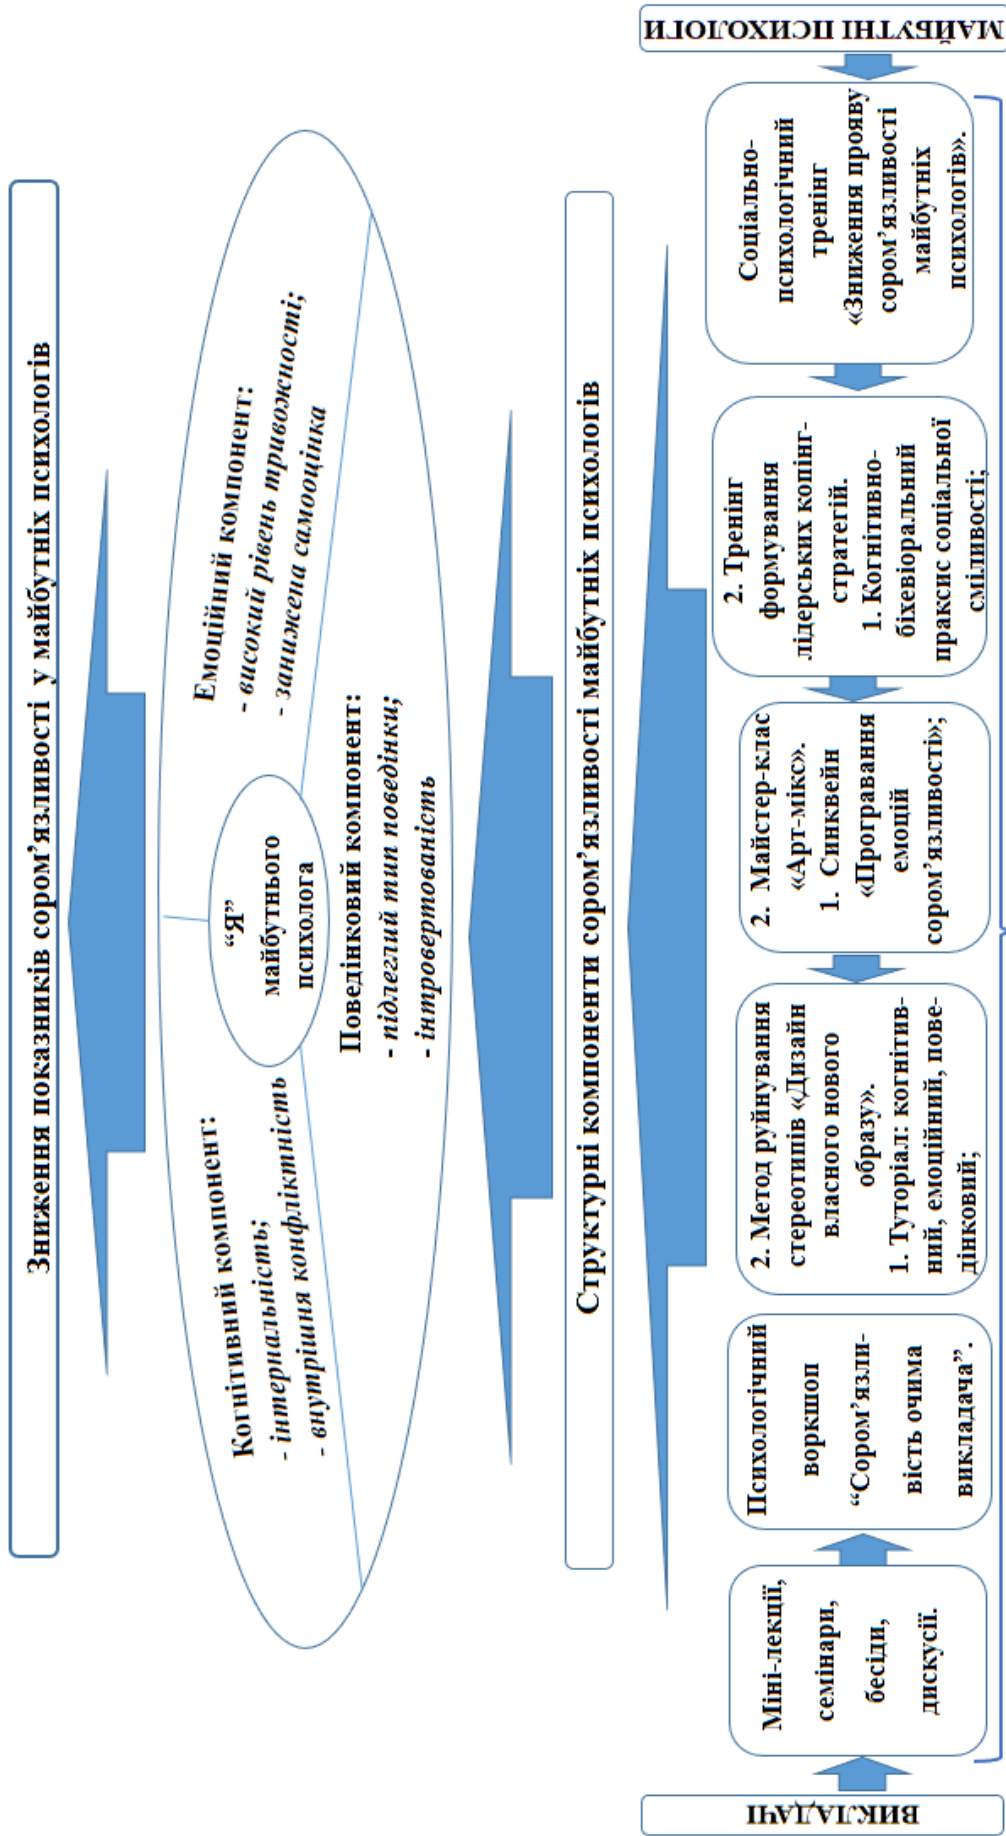 Зниження показників сором’язливості у майбутніх психологів
Когнітивний компонент:
- інтернальність;
- внутрішня конфліктність
“Я”
майбутнього
психолога
Емоційний компонент:
- високий рівень тривожності;
- занижена самооцінка
Поведінковий компонент:
- підлеглий тип поведінки;
- інтровертованість
Структурні компоненти сором’язливості майбутніх психологів
ВИКЛАДАЧІ
Міні-лекції,
семінари,
бесіди,
дискусії.
Психологічний
воркшоп
“Сором’язли-
вість очима
викладача”.
2. Метод руйнування
стереотипів «Дизайн
власного нового
образу».
1. Туторіал: когнітив-
ний, емоційний, пове-
дінковий;
2. Майстер-клас
«Арт-мікс».
1. Синквейн
«Програвання
емоцій
сором’язливості»;
2. Тренінг
формування
лідерських копінг-
стратегій.
1. Когнітивно-
біхевіоральний
праксис соціальної
сміливості;
Соціально-
психологічний
тренінг
«Зниження прояву
сором’язливості
майбутніх
психологів».
МАЙБУТНІ ПСИХОЛОГИ